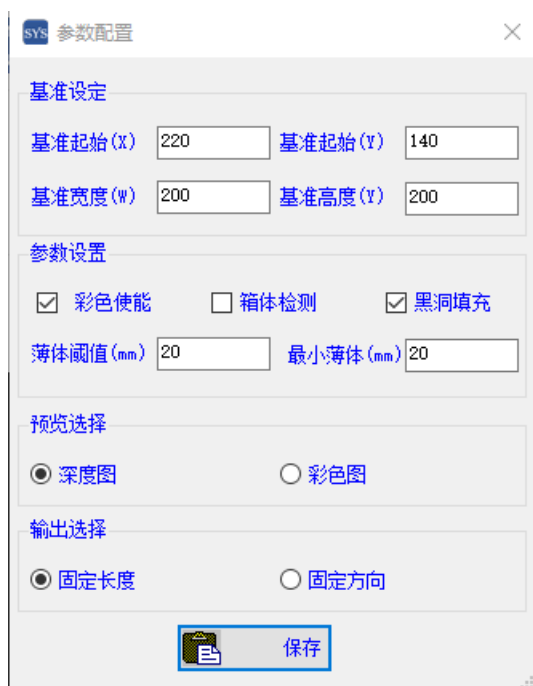 SYS 参数配置
基准设定
基准起始(X) 220 基准起始(Y) 140
基准宽度(W) 200 基准高度(Y) 200
参数设置
彩色使能 箱体检测 黑洞填充
薄体阈值(mm) 20 最小薄体(mm) 20
预览选择
深度图 彩色图
输出选择
固定长度 固定方向
保存